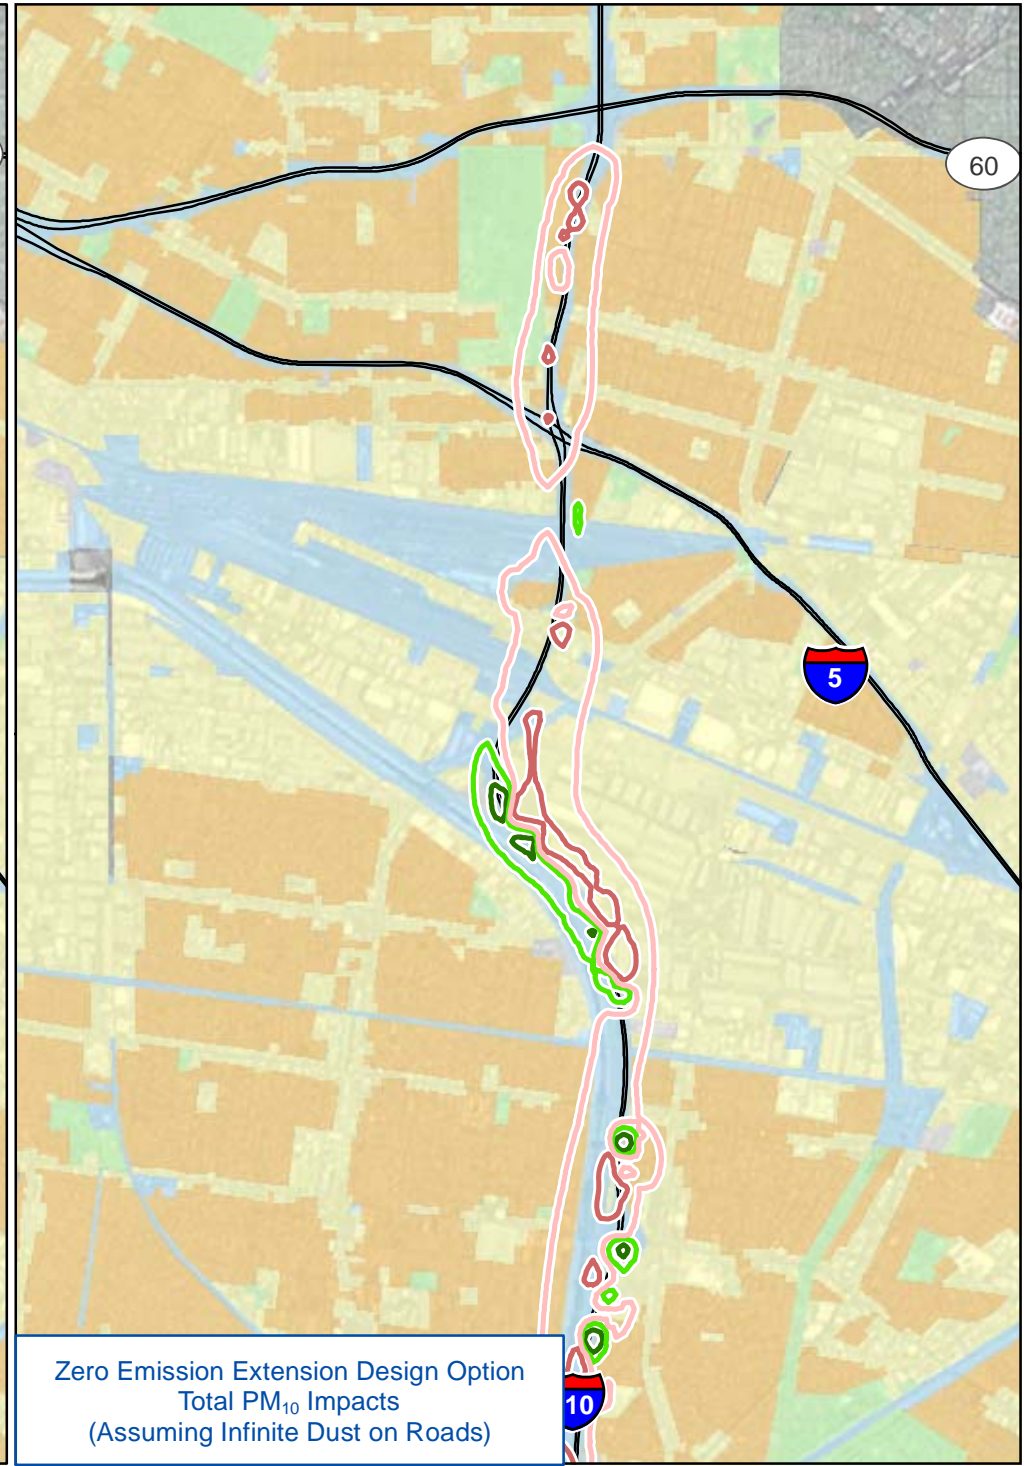 60
5
10
Zero Emission Extension Design Option
Total PM₁₀ Impacts
(Assuming Infinite Dust on Roads)